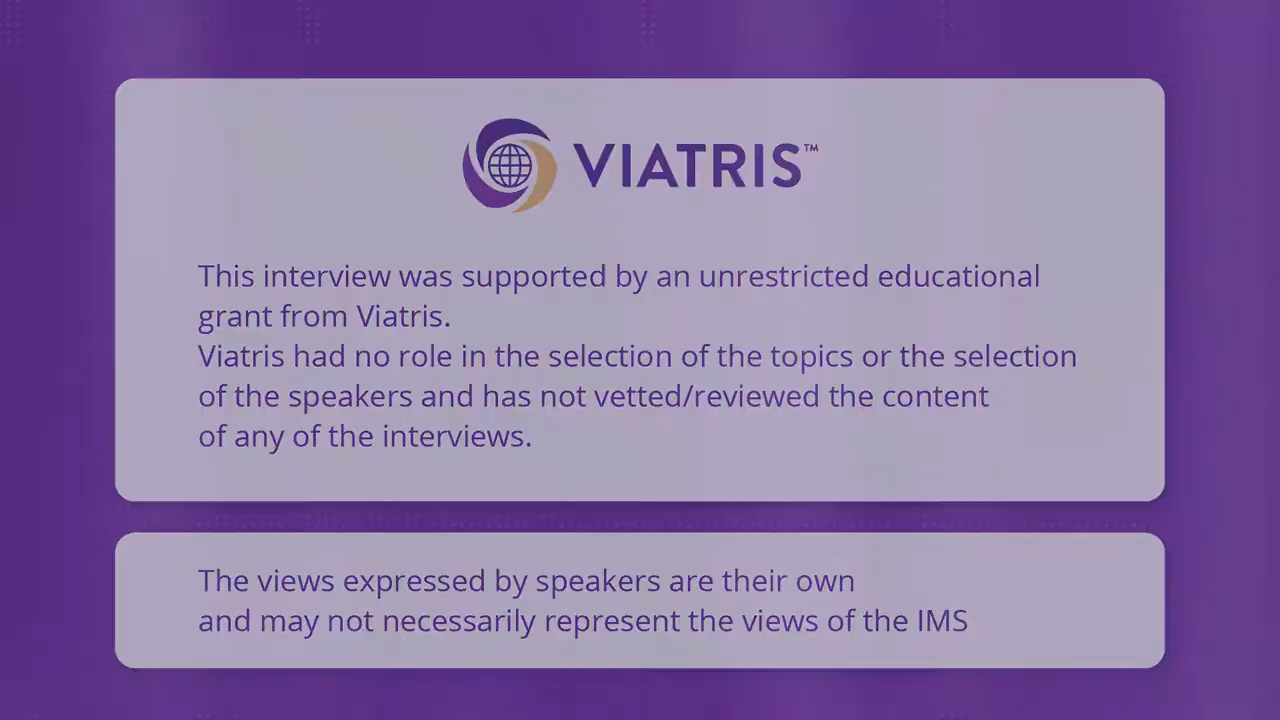 VIATRIS™
This interview was supported by an unrestricted educational
grant from Viatris.
Viatris had no role in the selection of the topics or the selection
of the speakers and has not vetted/reviewed the content
of any of the interviews.
The views expressed by speakers are their own
and may not necessarily represent the views of the IMS